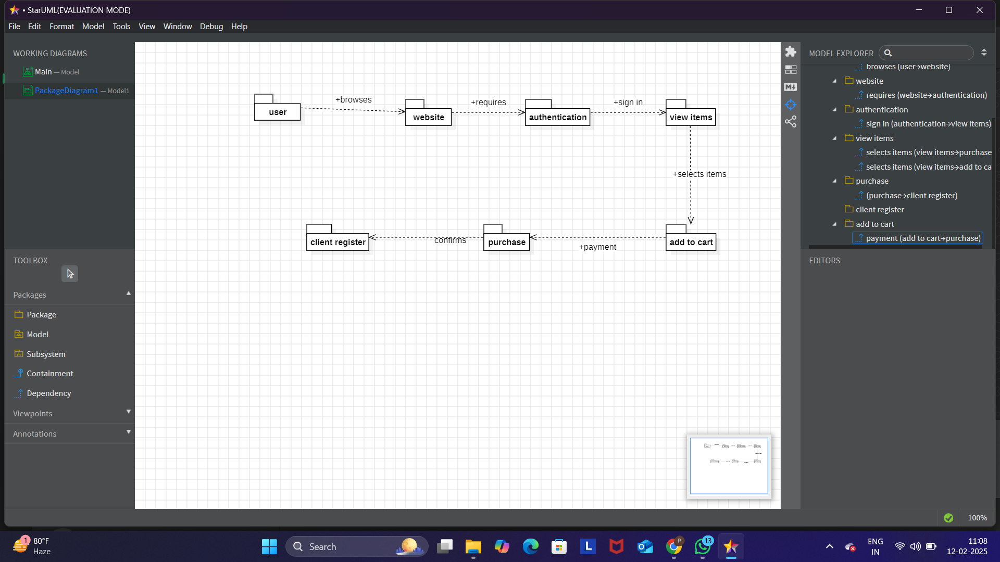 • StarUML(EVALUATION MODE)
File Edit Format Model Tools View Window Debug Help
WORKING DIAGRAMS
Main — Model
PackageDiagram1 — Model1
TOOLBOX
Packages
Package
Model
Subsystem
Containment
Dependency
Viewpoints
Annotations
user
+browses
website
+requires
authentication
+sign in
view items
+selects items
client register
confirms
purchase
+payment
add to cart
MODEL EXPLORER
browses (user→website)
website
requires (website→authentication)
authentication
sign in (authentication→view items)
view items
selects items (view items→purchase
selects items (view items→add to ca
purchase
(purchase→client register)
client register
add to cart
payment (add to cart→purchase)
EDITORS
100%
1
80°F
Haze
Search
L
P
13
ENG
IN
11:08
12-02-2025